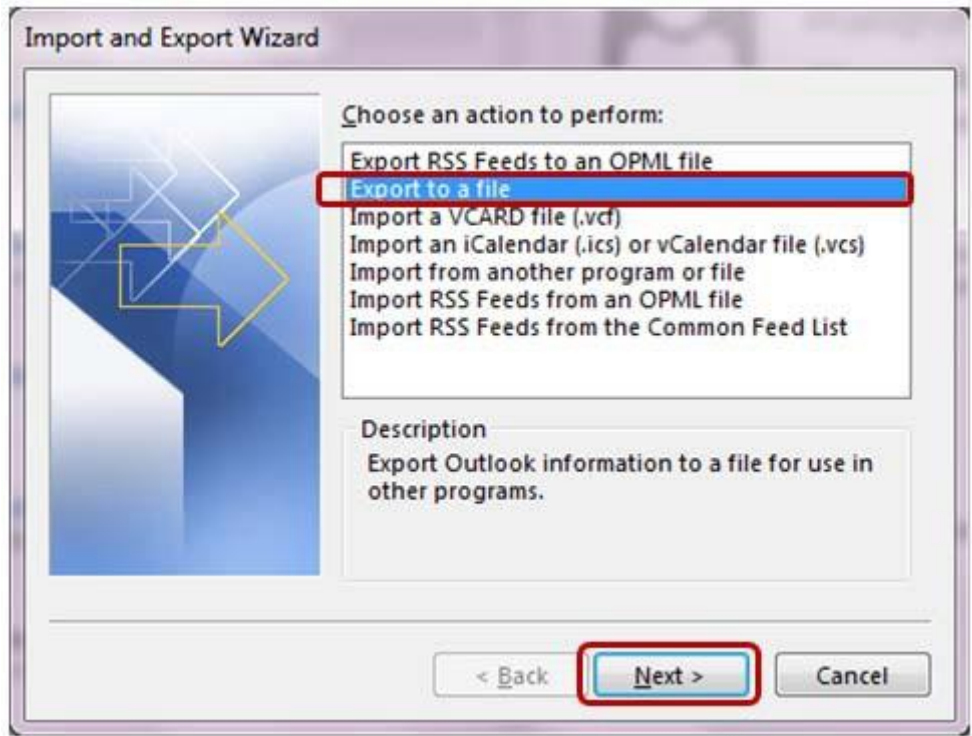 Import and Export Wizard
Choose an action to perform:
Export RSS Feeds to an OPML file
Export to a file
Import a VCARD file (.vcf)
Import an iCalendar (.ics) or vCalendar file (.vcs)
Import from another program or file
Import RSS Feeds from an OPML file
Import RSS Feeds from the Common Feed List
Description
Export Outlook information to a file for use in
other programs.
< Back Next > Cancel